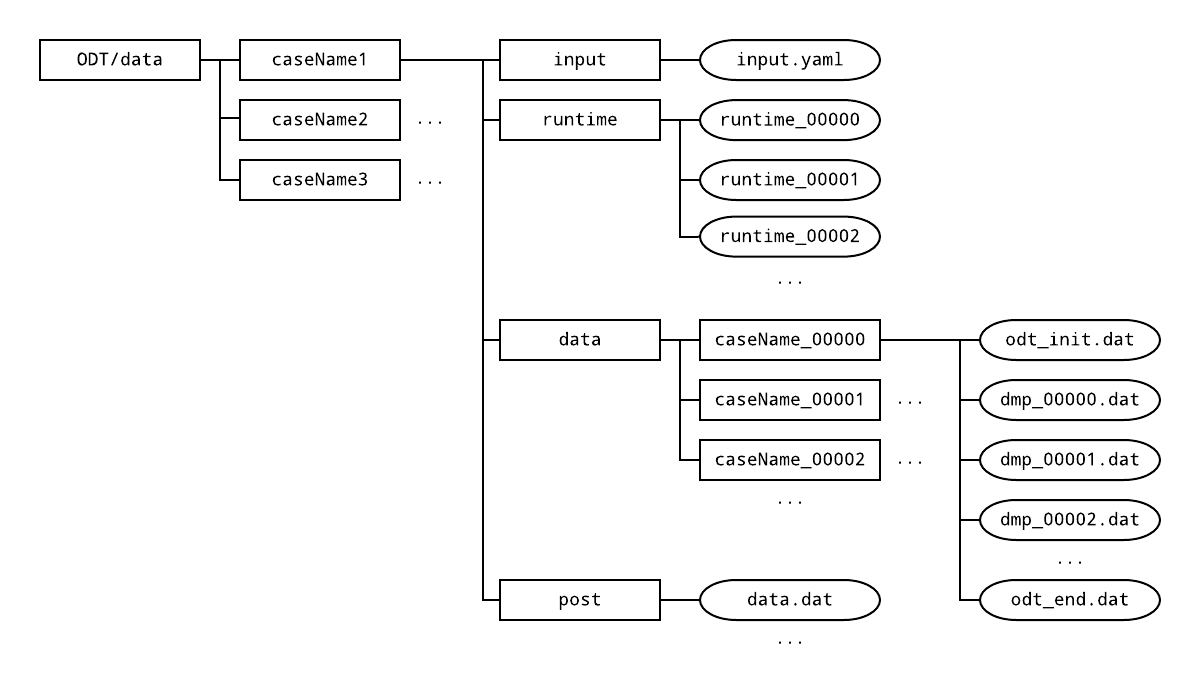 ODT/data
caseName1
input
input.yaml
caseName2
...
runtime
runtime_00000
caseName3
...
runtime_00001
runtime_00002
...
data
caseName_00000
odt_init.dat
caseName_00001
...
dmp_00000.dat
caseName_00002
...
dmp_00001.dat
...
dmp_00002.dat
...
post
data.dat
odt_end.dat
...